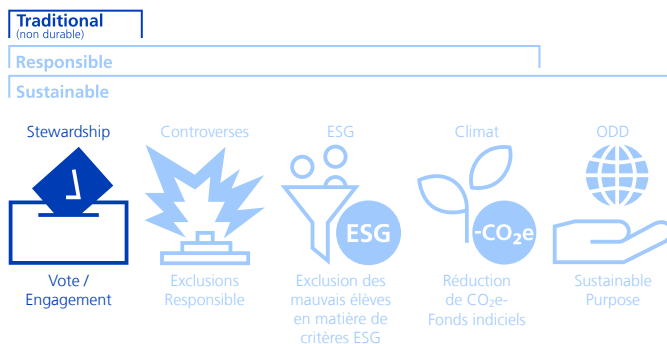 Traditional
(non durable)
Responsible
Sustainable
Stewardship
Controverses
ESG
Climat
ODD
ESG
-CO₂e
Vote /
Engagement
Exclusions
Responsible
Exclusion des
mauvais élèves
en matière de
critères ESG
Réduction
de CO₂e-
Fonds indiciels
Sustainable
Purpose